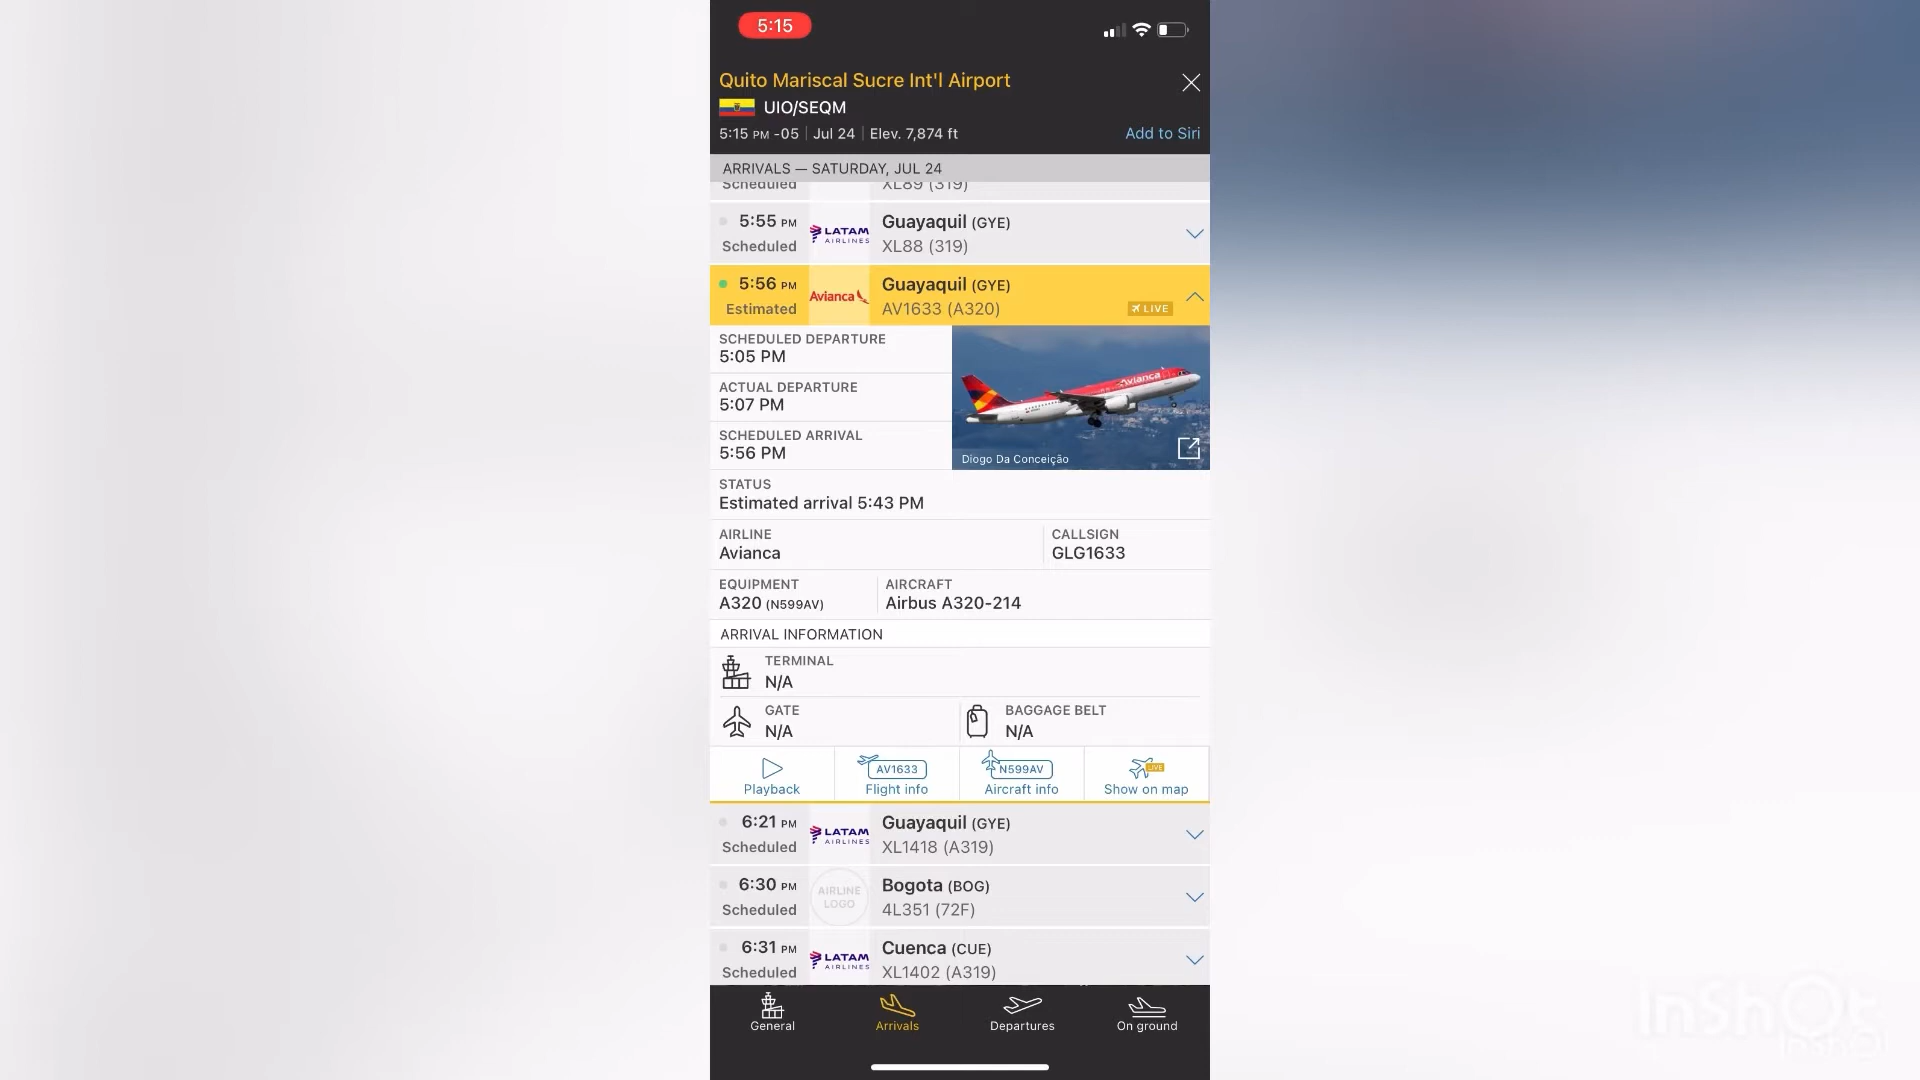 5:15
Quito Mariscal Sucre Int'l Airport
UIO/SEQM
5:15 PM -05 | Jul 24 | Elev. 7,874 ft
Add to Siri
ARRIVALS — SATURDAY, JUL 24
Scheduled
XL89 (319)
5:55 PM
Scheduled
LATAM
AIRLINES
Guayaquil (GYE)
XL88 (319)
5:56 PM
Estimated
Avianca
Guayaquil (GYE)
AV1633 (A320)
LIVE
SCHEDULED DEPARTURE
5:05 PM
ACTUAL DEPARTURE
5:07 PM
SCHEDULED ARRIVAL
5:56 PM
Avianca
Diogo Da Conceição
STATUS
Estimated arrival 5:43 PM
AIRLINE
Avianca
CALLSIGN
GLG1633
EQUIPMENT
A320 (N599AV)
AIRCRAFT
Airbus A320-214
ARRIVAL INFORMATION
TERMINAL
N/A
GATE
N/A
BAGGAGE BELT
N/A
Playback
AV1633
Flight info
N599AV
Aircraft info
LIVE
Show on map
6:21 PM
Scheduled
LATAM
AIRLINES
Guayaquil (GYE)
XL1418 (A319)
6:30 PM
Scheduled
AIRLINE
LOGO
Bogota (BOG)
4L351 (72F)
6:31 PM
Scheduled
LATAM
AIRLINES
Cuenca (CUE)
XL1402 (A319)
General
Arrivals
Departures
On ground
InShOt
InShOt